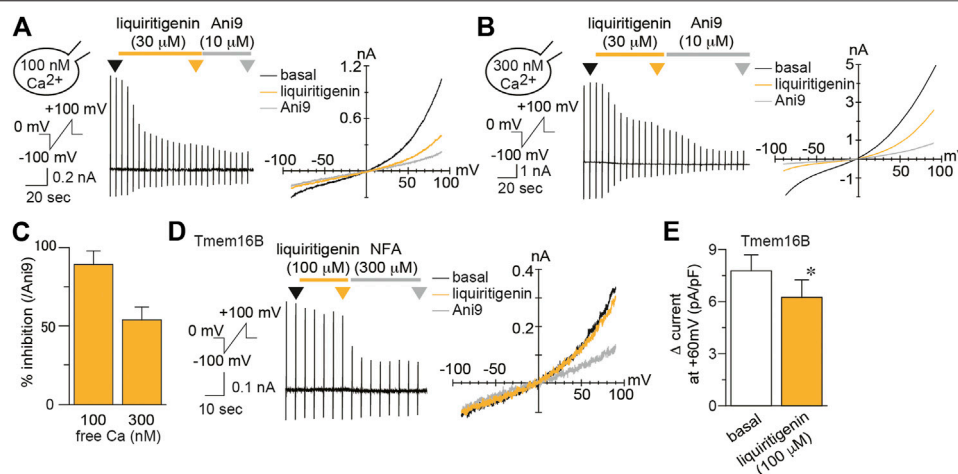 A
liquiritigenin
(30 μM)
Ani9
(10 μM)
100 nM
Ca2+
+100 mV
0 mV
-100 mV
0.2 nA
20 sec
basal
liquiritigenin
Ani9
nA
1.2
0.6
-100
-50
50
100
mV
B
liquiritigenin
(30 μM)
Ani9
(10 μM)
300 nM
Ca2+
+100 mV
0 mV
-100 mV
1 nA
20 sec
basal
liquiritigenin
Ani9
nA
5
3
1
-1
-100
-50
50
100
mV
C
% inhibition (/Ani9)
100
50
0
100
300
free Ca (nM)
D
Tmem16B
liquiritigenin
(100 μM)
NFA
(300 μM)
+100 mV
0 mV
-100 mV
0.1 nA
10 sec
basal
liquiritigenin
Ani9
nA
0.4
0.2
-100
-50
50
100
mV
E
Tmem16B
Δ current
at +60mV (pA/pF)
9
6
3
0
*
basal
liquiritigenin
(100 μM)